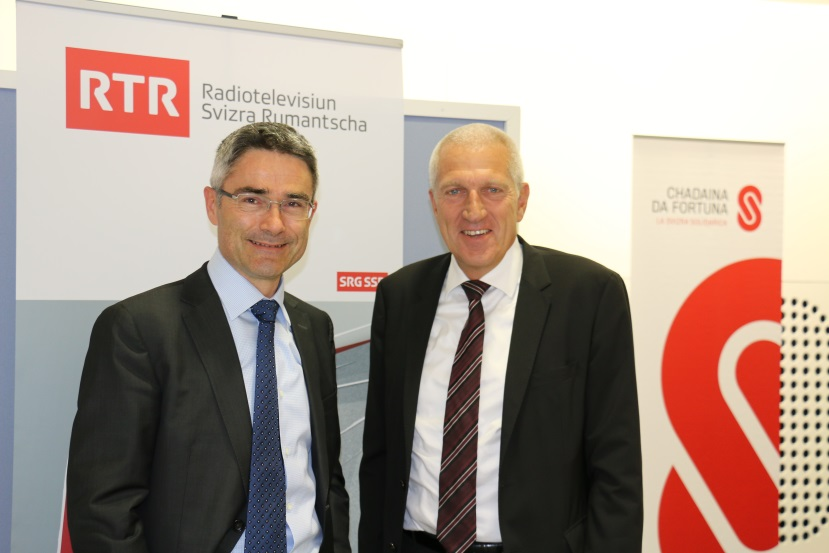 RTR
Radiotelevisiun
Svizra Rumantscha
SRG SSR
CHADAINA
DA FORTUNA
LA SVIZRA SOLIDARICA